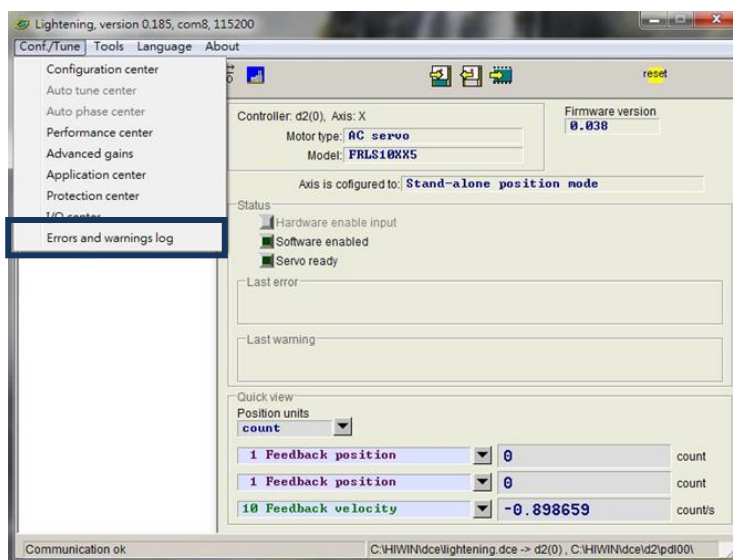 Lightening, version 0.185, com8, 115200
Conf./Tune Tools Language About
Configuration center
Auto tune center
Auto phase center
Performance center
Advanced gains
Application center
Protection center
I/O center
Errors and warnings log
reset
Controller: d2(0), Axis: X
Firmware version
0.038
Motor type: AC servo
Model: FRLS10XX5
Axis is cofigured to: Stand-alone position mode
Status
Hardware enable input
Software enabled
Servo ready
Last error
Last warning
Quick view
Position units
count
1 Feedback position 0 count
1 Feedback position 0 count
10 Feedback velocity -0.898659 count/s
Communication ok C:\HIWIN\dce\lightening.dce -> d2(0) , C:\HIWIN\dce\d2\pdl00\